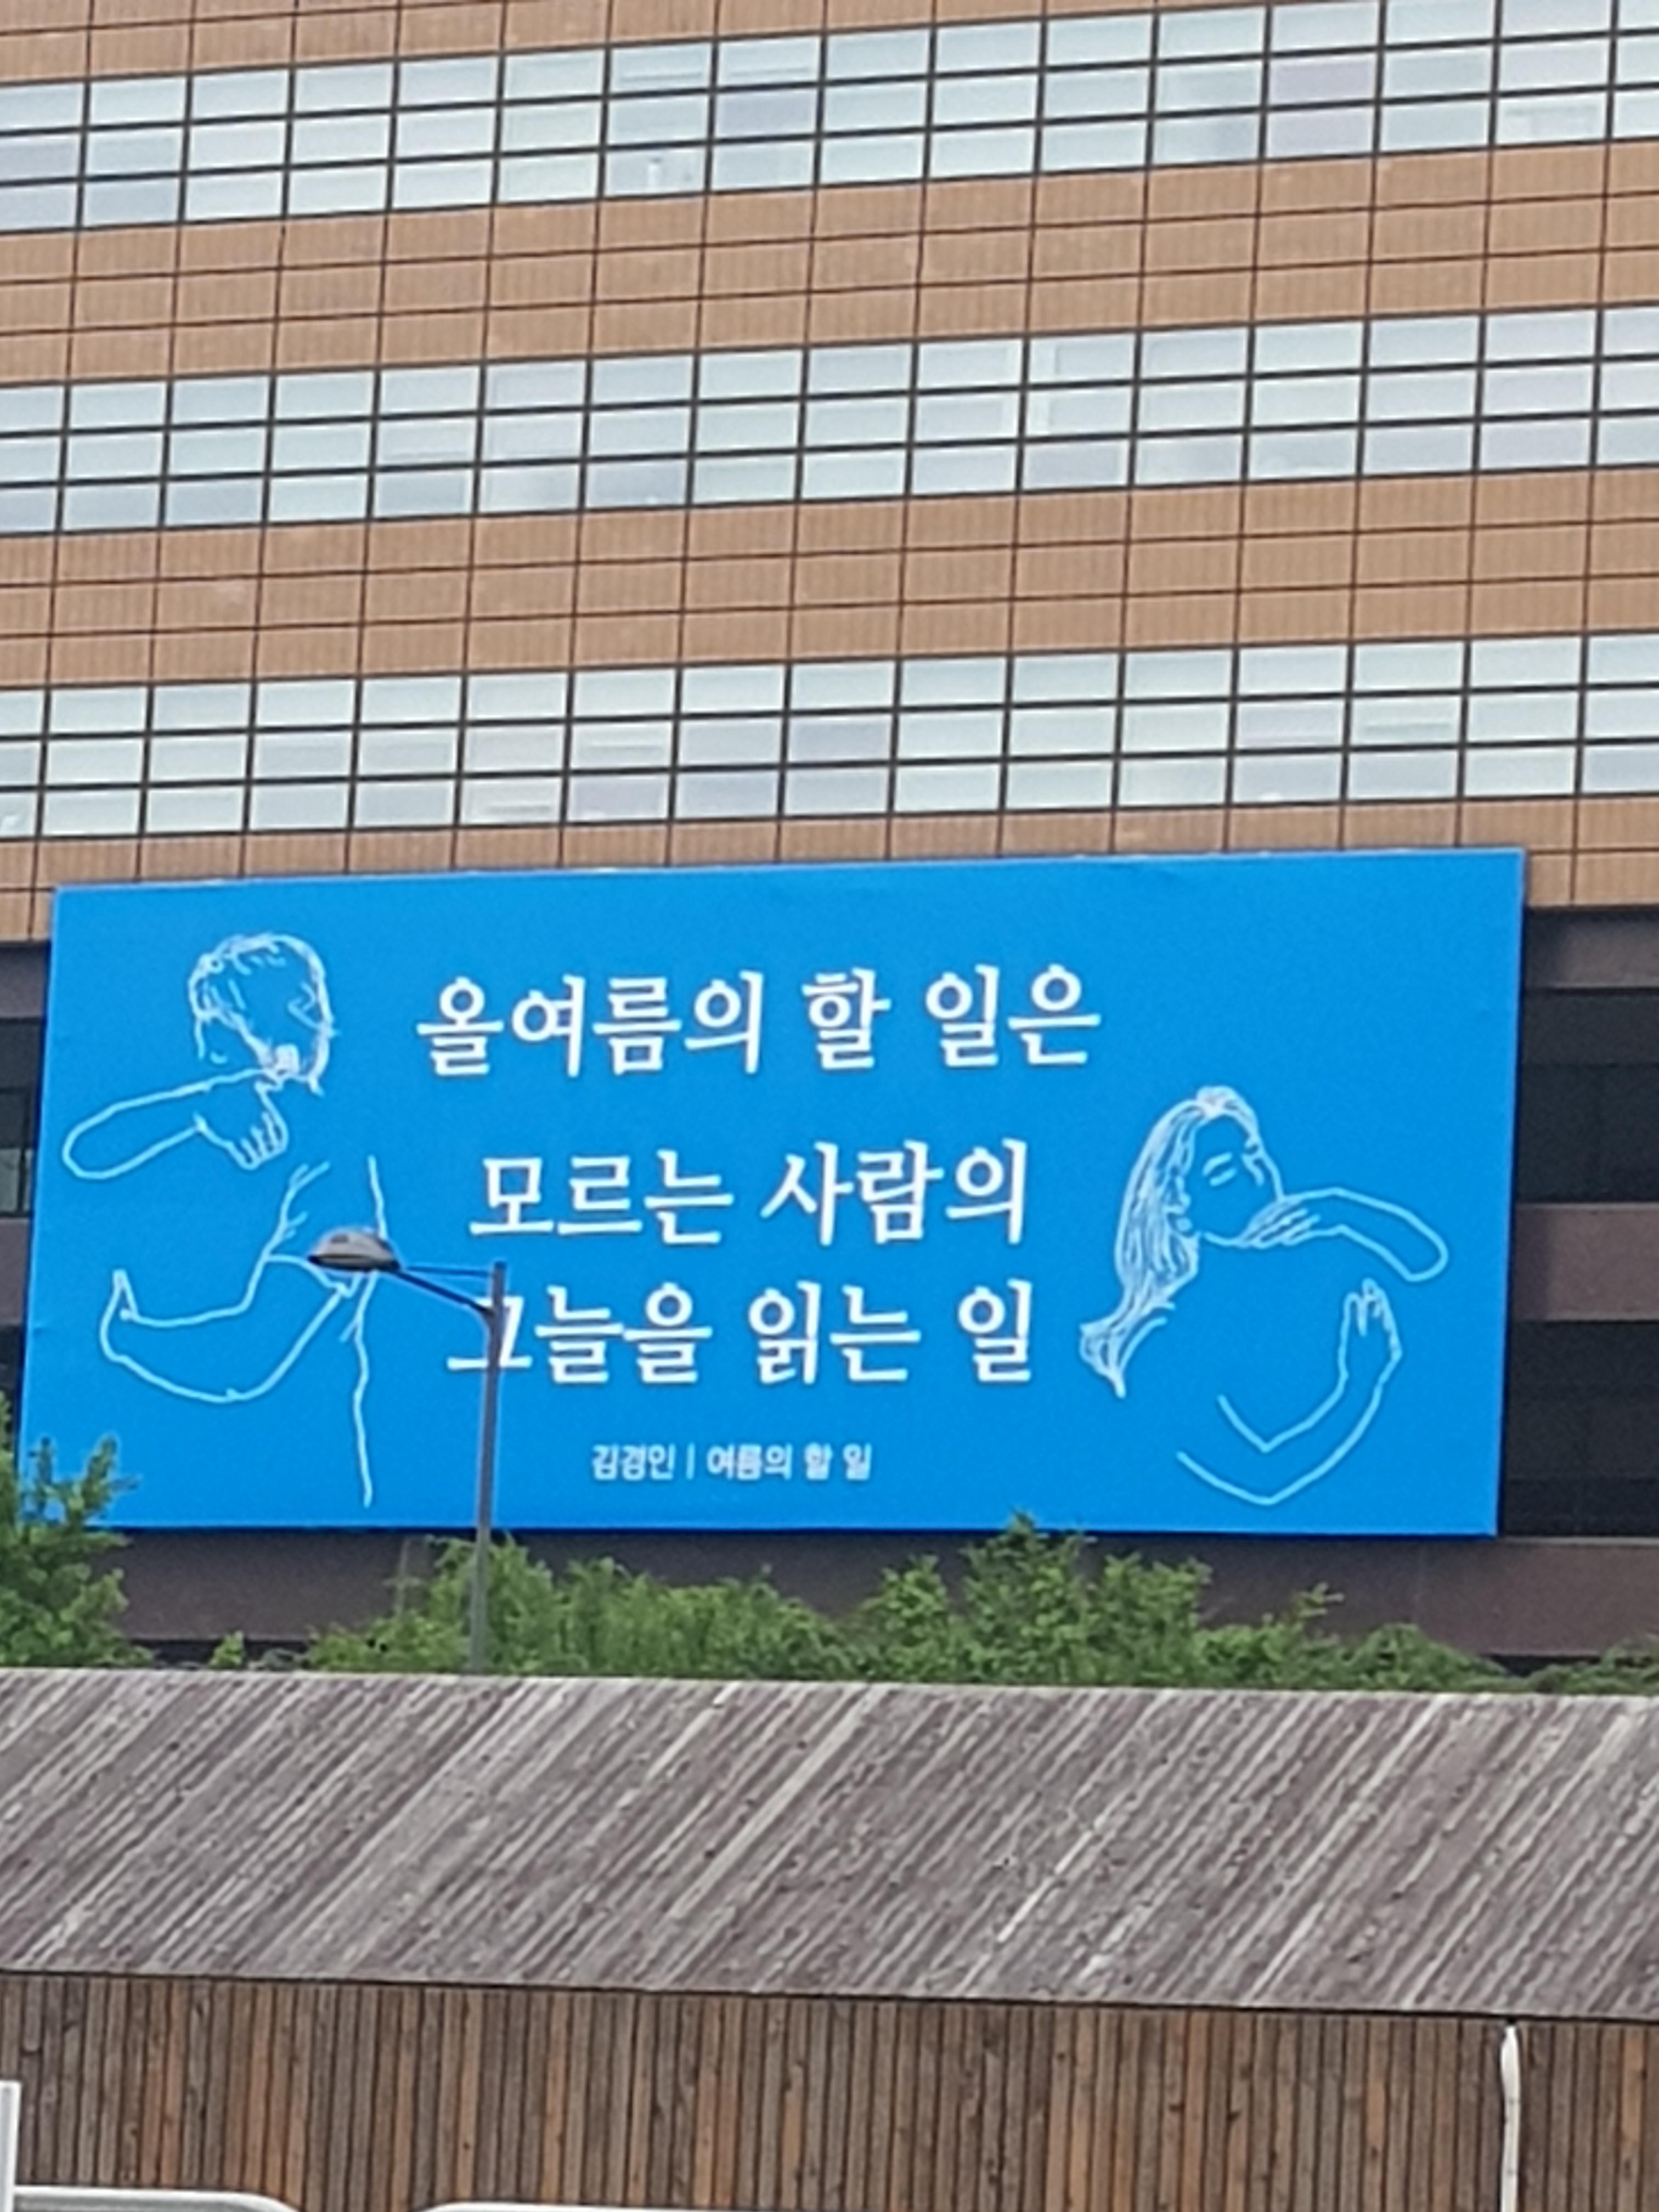 올여름의 할 일은
모르는 사람의
그늘을 읽는 일
김경인 | 여름의 할 일